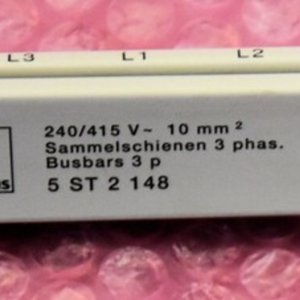 L3 L1 L2
240/415 V~ 10 mm²
Sammelschienen 3 phas.
Busbars 3 p
5 ST 2 148